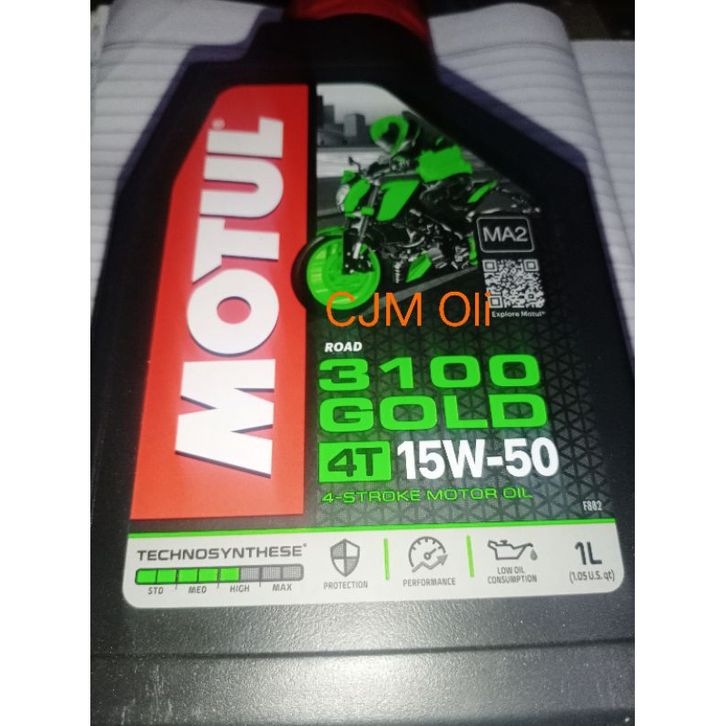 MOTUL®
MA2
Explore Motul®
CJM Oli
ROAD
3100
GOLD
4T 15W-50
4-STROKE MOTOR OIL
F882
TECHNOSYNTHESE®
STD MED HIGH MAX
PROTECTION
PERFORMANCE
LOW OIL
CONSUMPTION
1L
(1.05 U.S. qt)